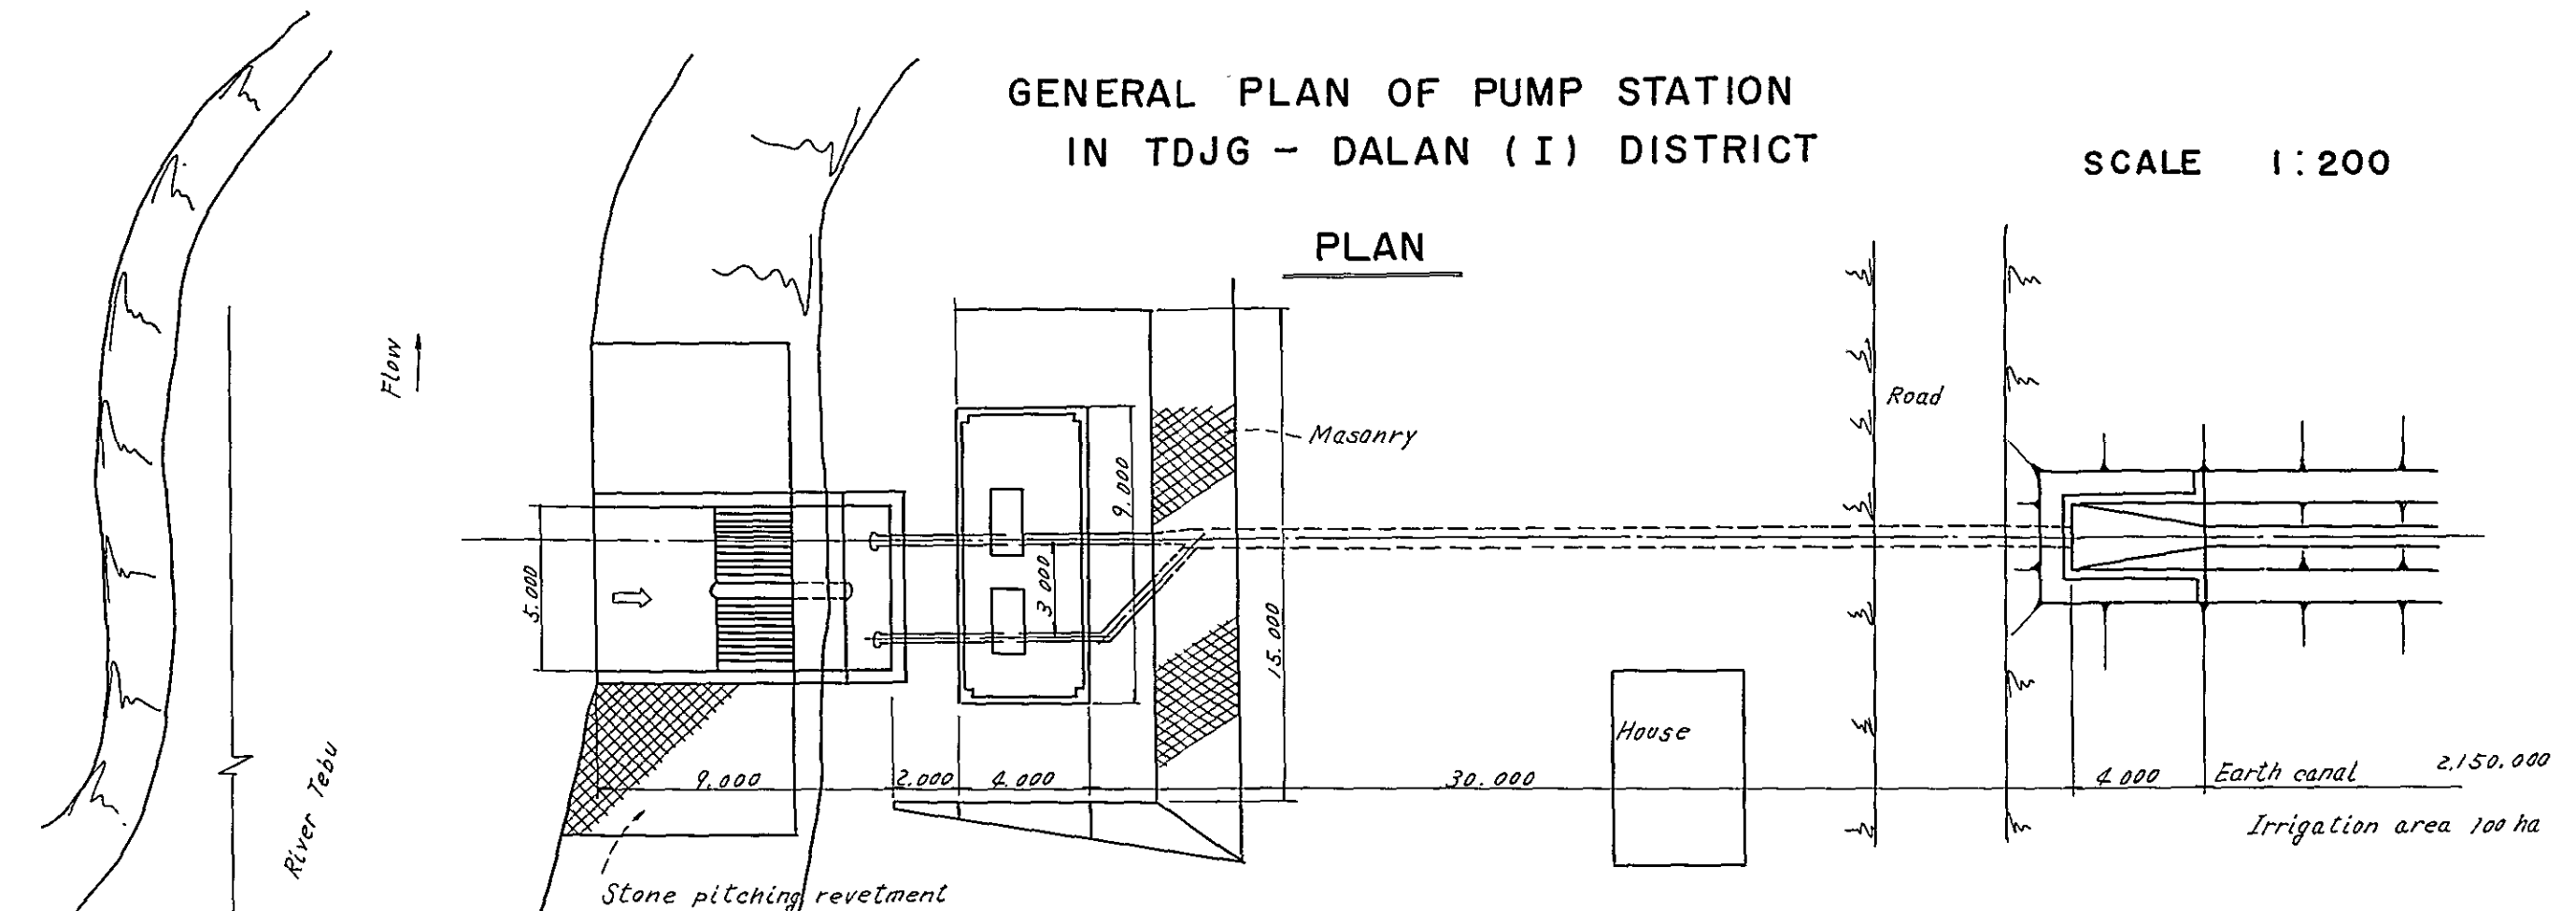 GENERAL PLAN OF PUMP STATION
IN TDJG - DALAN (I) DISTRICT
SCALE 1:200
PLAN
Flow
Road
Masonry
9.000
5.000
3 000
15.000
House
River Tebu
9.000
2.000
4.000
30.000
4 000
Earth canal
2,150.000
Irrigation area 100 ha
Stone pitching revetment